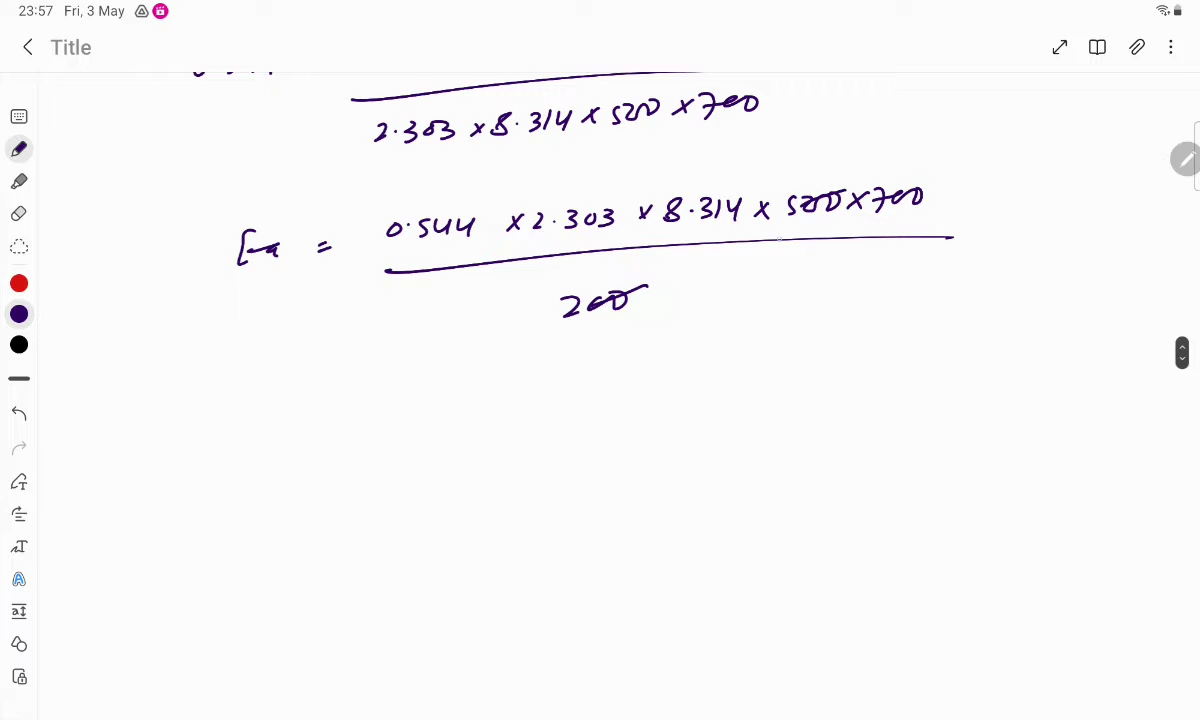 23:57 Fri, 3 May
Title
2.303 × 8.314 × 500 × 700
Ea = 0.544 × 2.303 × 8.314 × 500 × 700
200